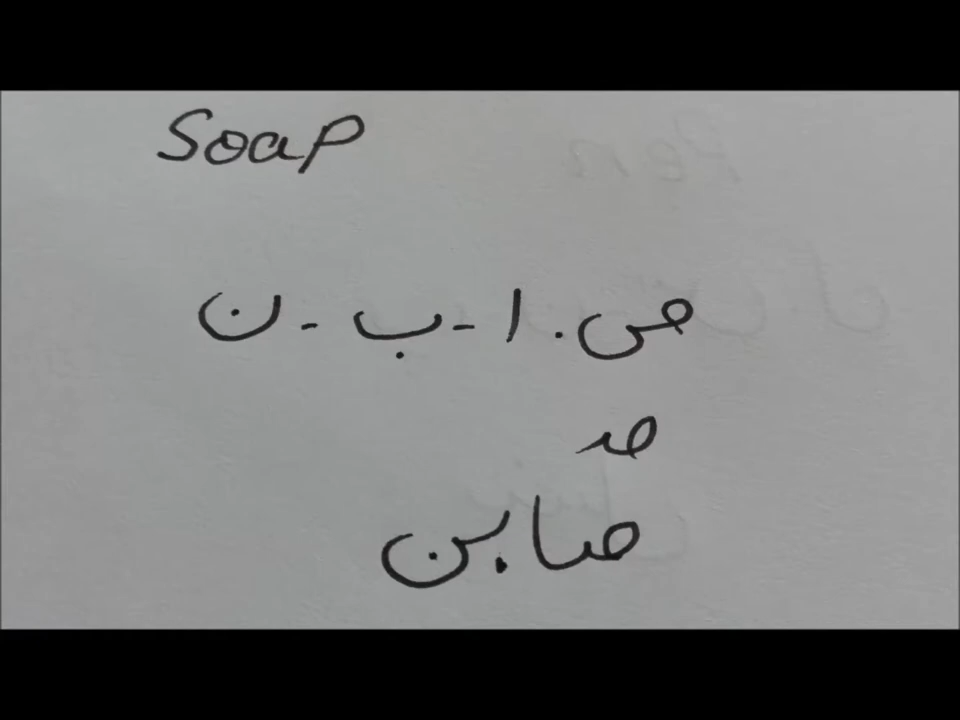 Soap
ص . ا - ب - ن
صـ
صابن